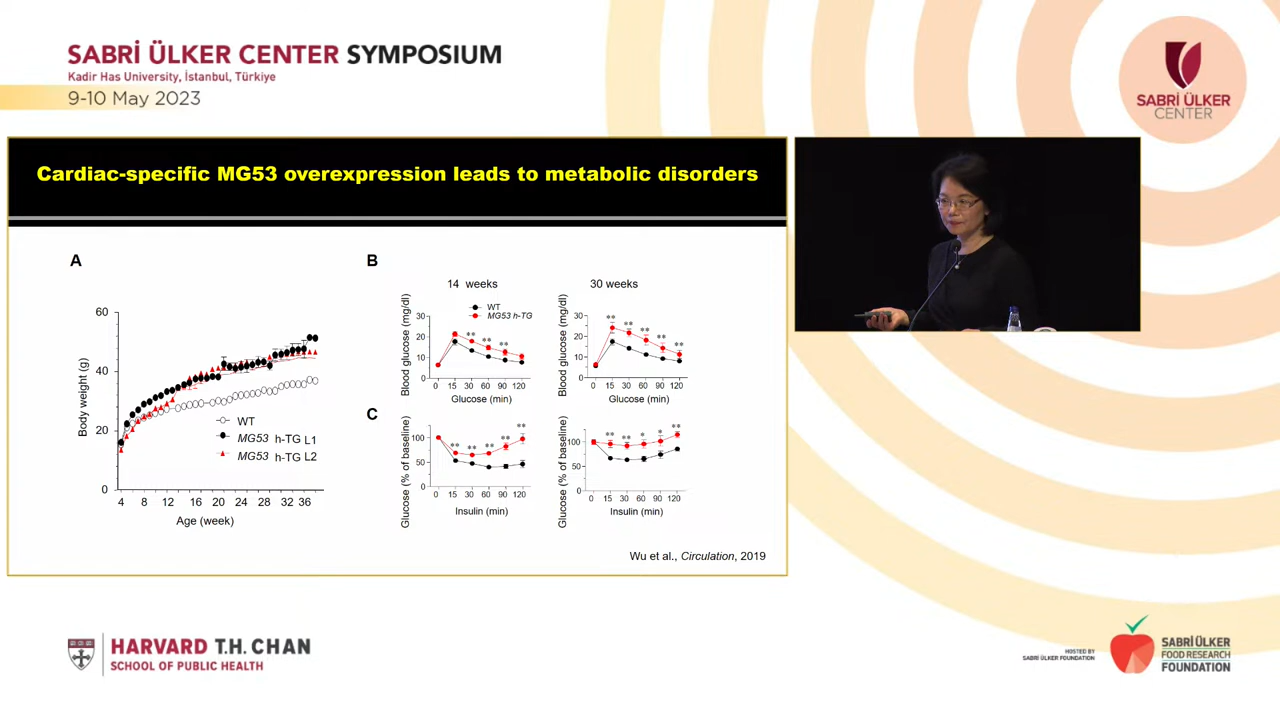 SABRİ ÜLKER CENTER SYMPOSIUM
Kadir Has University, İstanbul, Türkiye
9-10 May 2023
SABRİ ÜLKER
CENTER
Cardiac-specific MG53 overexpression leads to metabolic disorders
A
Body weight (g)
60
40
20
0
4 8 12 16 20 24 28 32 36
Age (week)
WT
MG53 h-TG L1
MG53 h-TG L2
B
14 weeks
30 weeks
WT
MG53 h-TG
Blood glucose (mg/dl)
30
20
10
0
** ** **
0 15 30 60 90 120
Glucose (min)
Blood glucose (mg/dl)
30
20
10
0
** ** ** ** **
0 15 30 60 90 120
Glucose (min)
C
Glucose (% of baseline)
100
50
0
** ** ** ** **
0 15 30 60 90 120
Insulin (min)
Glucose (% of baseline)
100
50
0
** ** * * **
0 15 30 60 90 120
Insulin (min)
Wu et al., Circulation, 2019
HARVARD T.H. CHAN
SCHOOL OF PUBLIC HEALTH
HOSTED BY
SABRİ ÜLKER FOUNDATION
SABRİ ÜLKER
FOOD RESEARCH
FOUNDATION